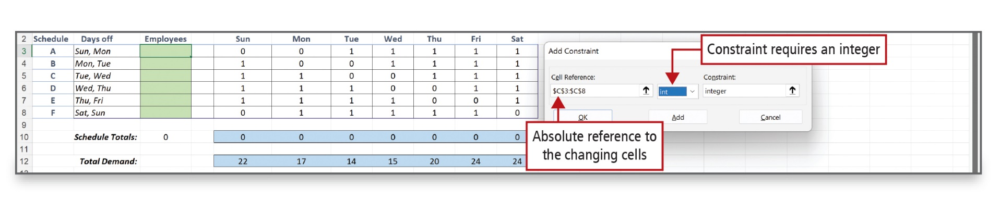 2 Schedule Days off Employees Sun Mon Tue Wed Thu Fri Sat
3 A Sun, Mon 0 0 1 1 1 1 1
4 B Mon, Tue 1 0 0 1 1 1 1
5 C Tue, Wed 1 1 0 0 1 1 1
6 D Wed, Thu 1 1 1 0 0 1 1
7 E Thu, Fri 1 1 1 1 0 0 1
8 F Sat, Sun 0 1 1 1 1 1 0
9
10 Schedule Totals: 0 0 0 0 0 0 0 0
11
12 Total Demand: 22 17 14 15 20 24 24
Add Constraint
Constraint requires an integer
Cell Reference: Constraint:
$C$3:$C$8 int integer
OK Add Cancel
Absolute reference to
the changing cells